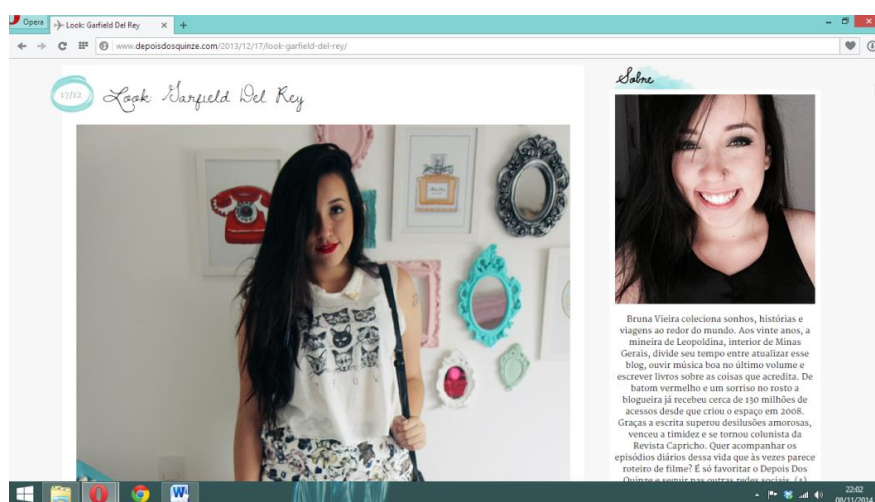 Opera
Look: Garfield Del Rey
www.depoisdosquinze.com/2013/12/17/look-garfield-del-rey/
17/12
Look: Garfield Del Rey
Sobre
Bruna Vieira coleciona sonhos, histórias e
viagens ao redor do mundo. Aos vinte anos, a
mineira de Leopoldina, interior de Minas
Gerais, divide seu tempo entre atualizar esse
blog, ouvir música boa no último volume e
escrever livros sobre as coisas que acredita. De
batom vermelho e um sorriso no rosto a
blogueira já recebeu cerca de 130 milhões de
acessos desde que criou o espaço em 2008.
Graças a escrita superou desilusões amorosas,
venceu a timidez e se tornou colunista da
Revista Capricho. Quer acompanhar os
episódios diários dessa vida que às vezes parece
roteiro de filme? É só favoritar o Depois Dos
Quinze e seguir nas outras redes sociais.
22:02
08/11/2014